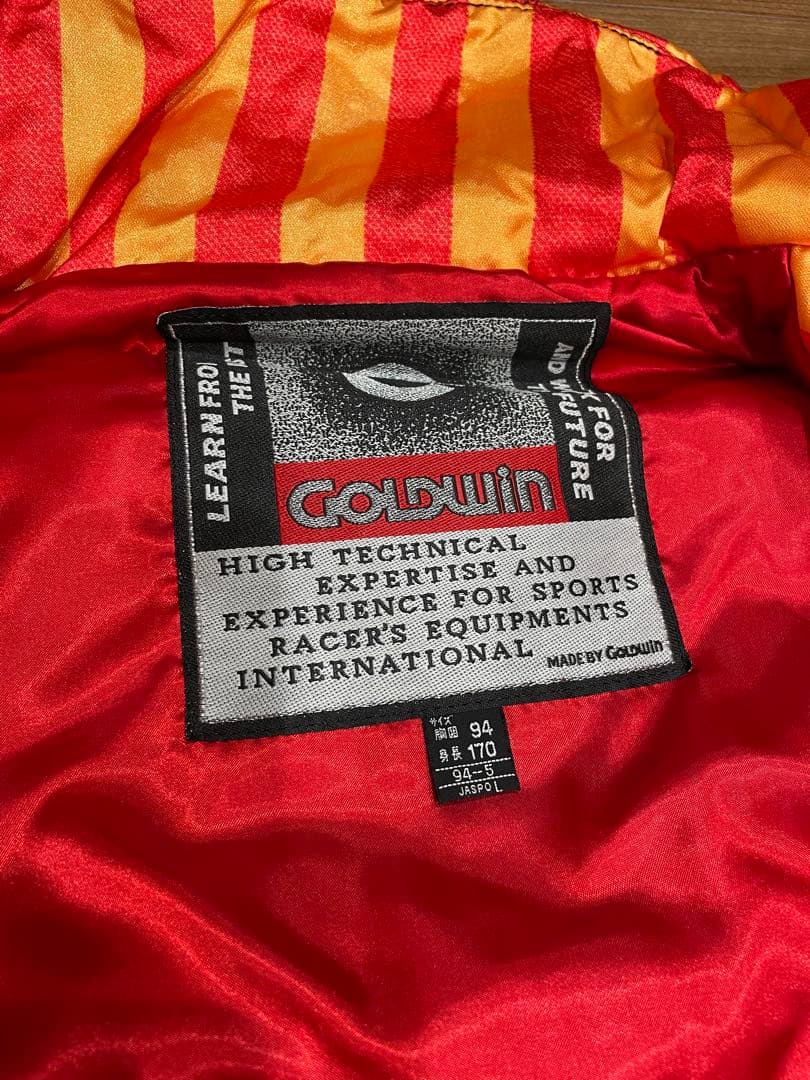 LEARN FRO
THE
AND
K FOR
FUTURE
GOLDWIN
HIGH TECHNICAL
EXPERTISE AND
EXPERIENCE FOR SPORTS
RACER'S EQUIPMENTS
INTERNATIONAL
MADE BY GOLDWIN
サイズ
胸囲 94
身長 170
94-5
JASPO L